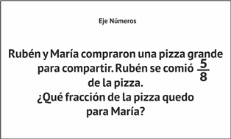 Eje Números
Rubén y María compraron una pizza grande
para compartir. Rubén se comió 5/8
de la pizza.
¿Qué fracción de la pizza quedo
para María?